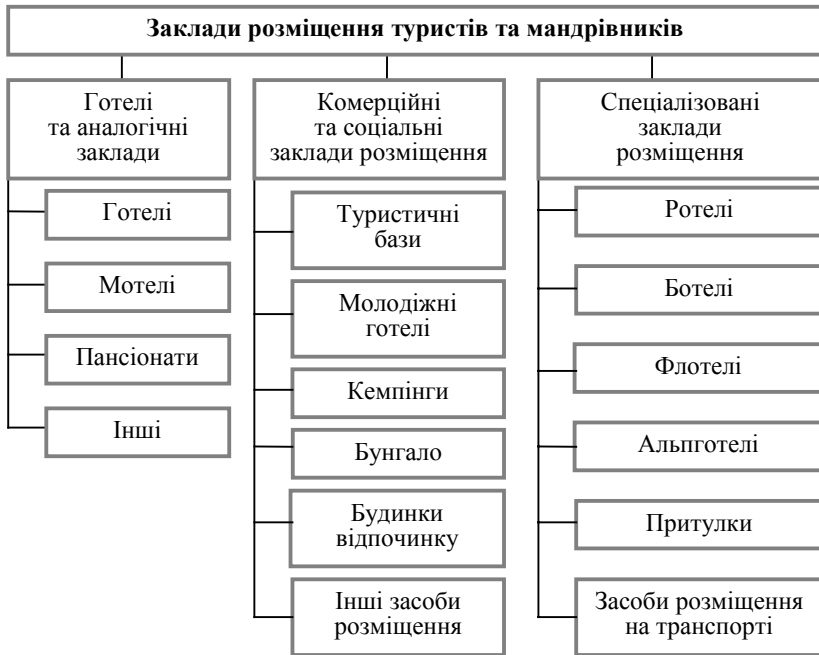 Заклади розміщення туристів та мандрівників
Готелі
та аналогічні
заклади
Готелі
Мотелі
Пансіонати
Інші
Комерційні
та соціальні
заклади розміщення
Туристичні
бази
Молодіжні
готелі
Кемпінги
Бунгало
Будинки
відпочинку
Інші засоби
розміщення
Спеціалізовані
заклади
розміщення
Ротелі
Ботелі
Флотелі
Альпготелі
Притулки
Засоби розміщення
на транспорті